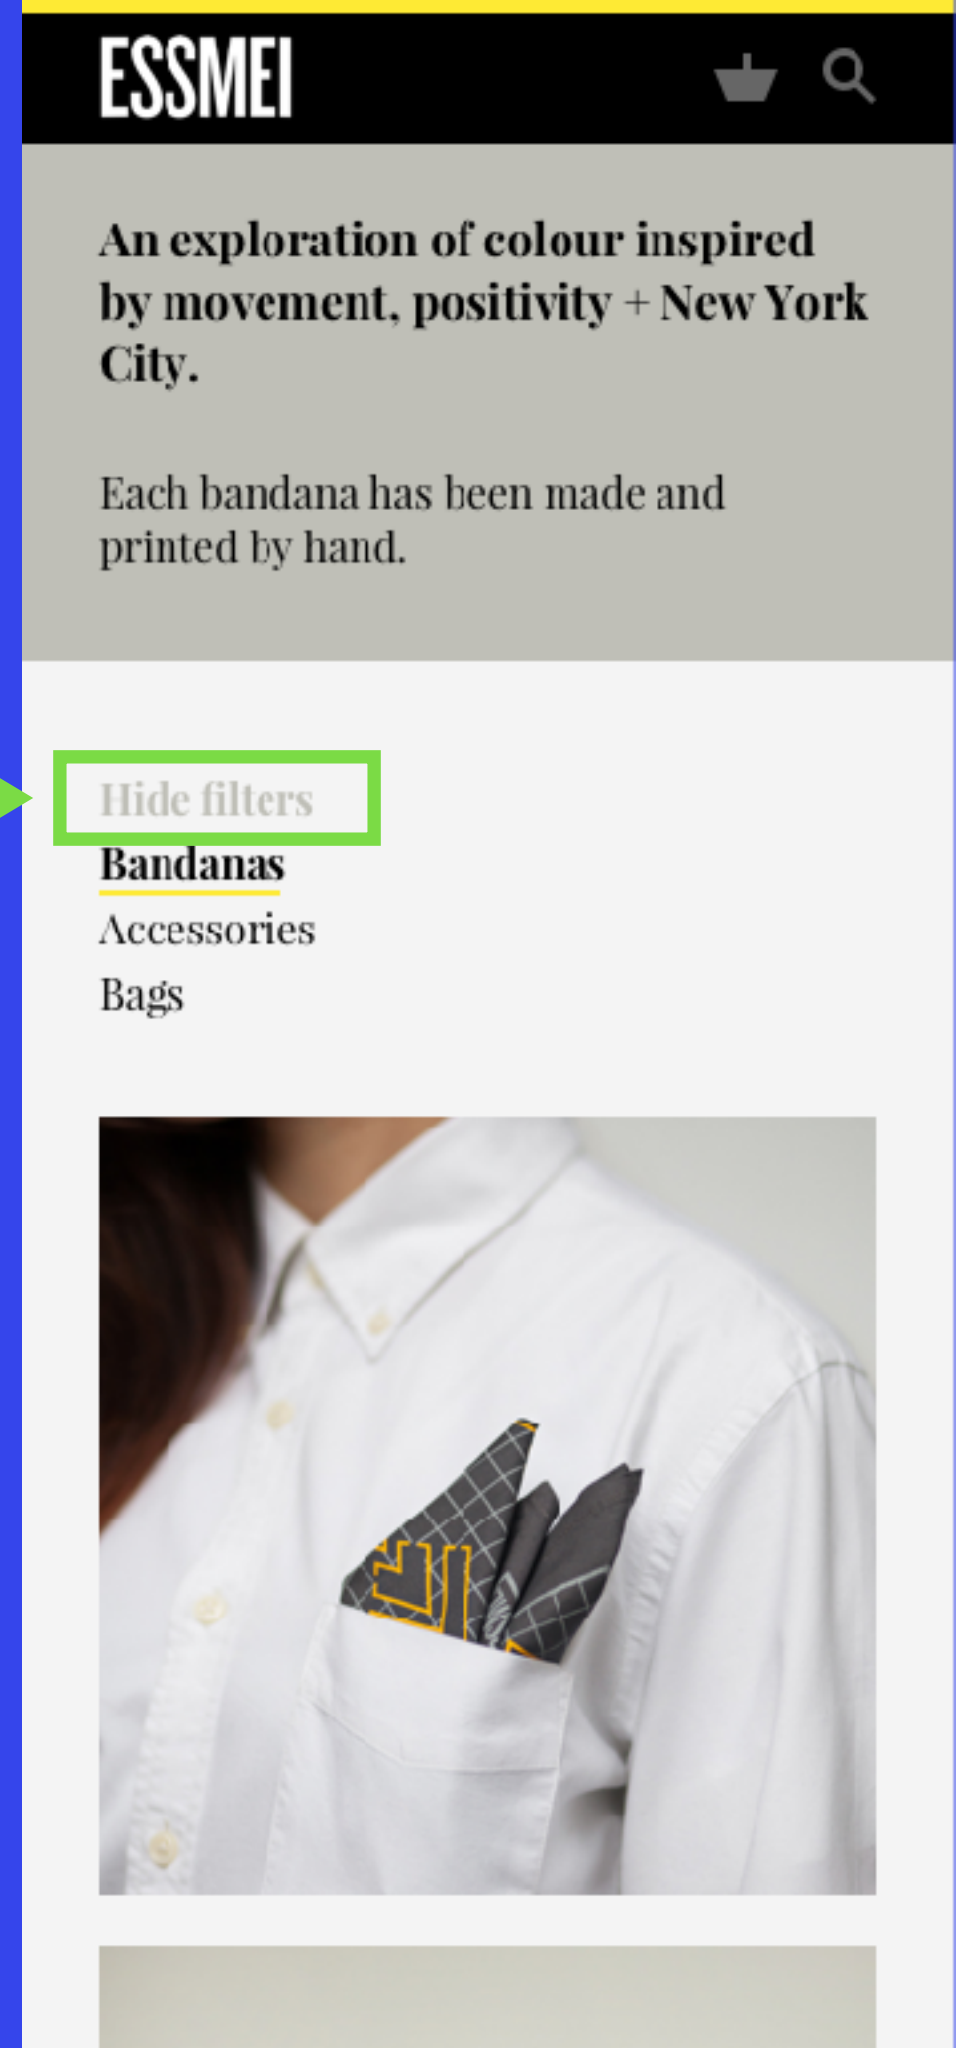 ESSMEI
An exploration of colour inspired
by movement, positivity + New York
City.
Each bandana has been made and
printed by hand.
Hide filters
Bandanas
Accessories
Bags